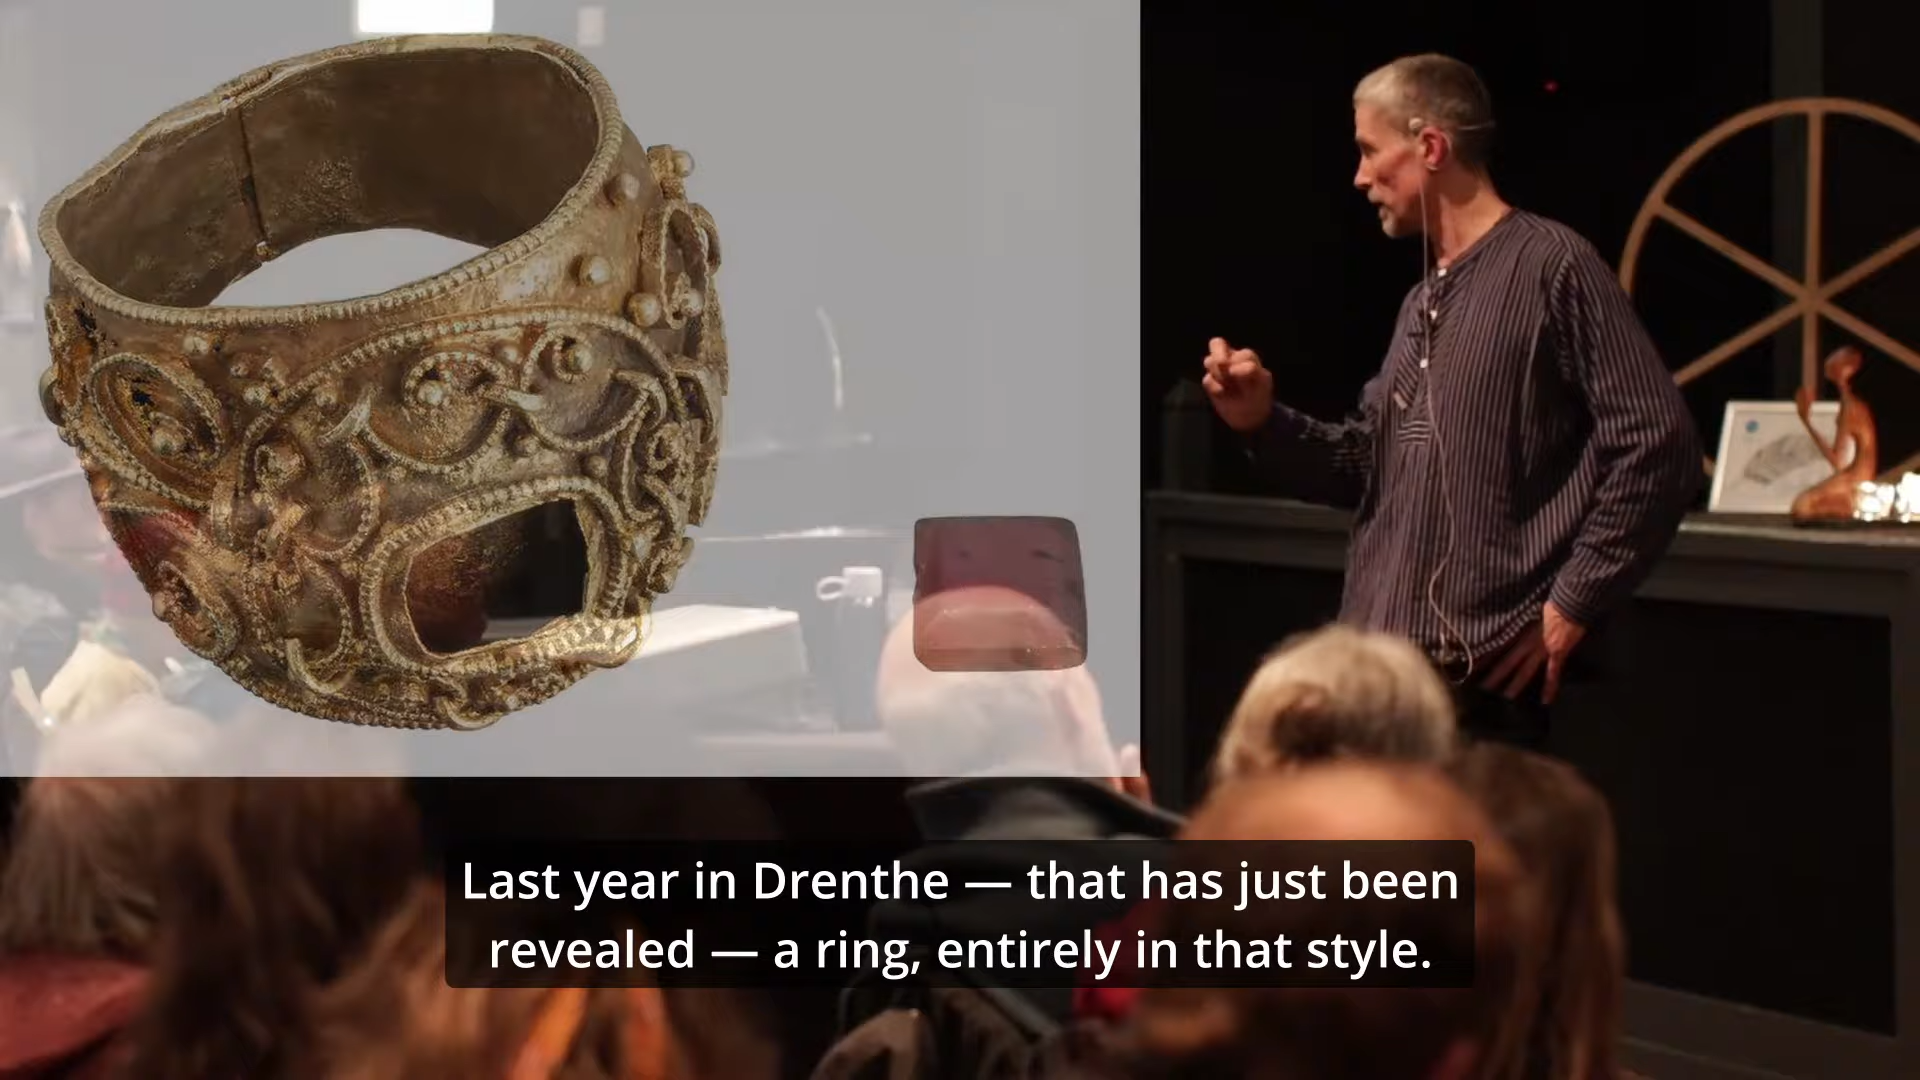 Last year in Drenthe — that has just been
revealed — a ring, entirely in that style.